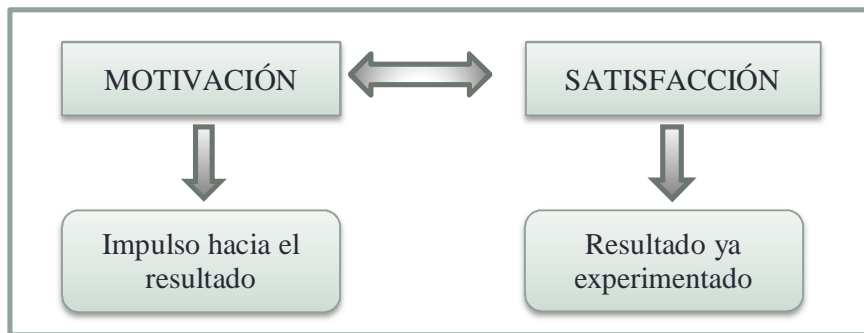 MOTIVACIÓN
SATISFACCIÓN
Impulso hacia el
resultado
Resultado ya
experimentado